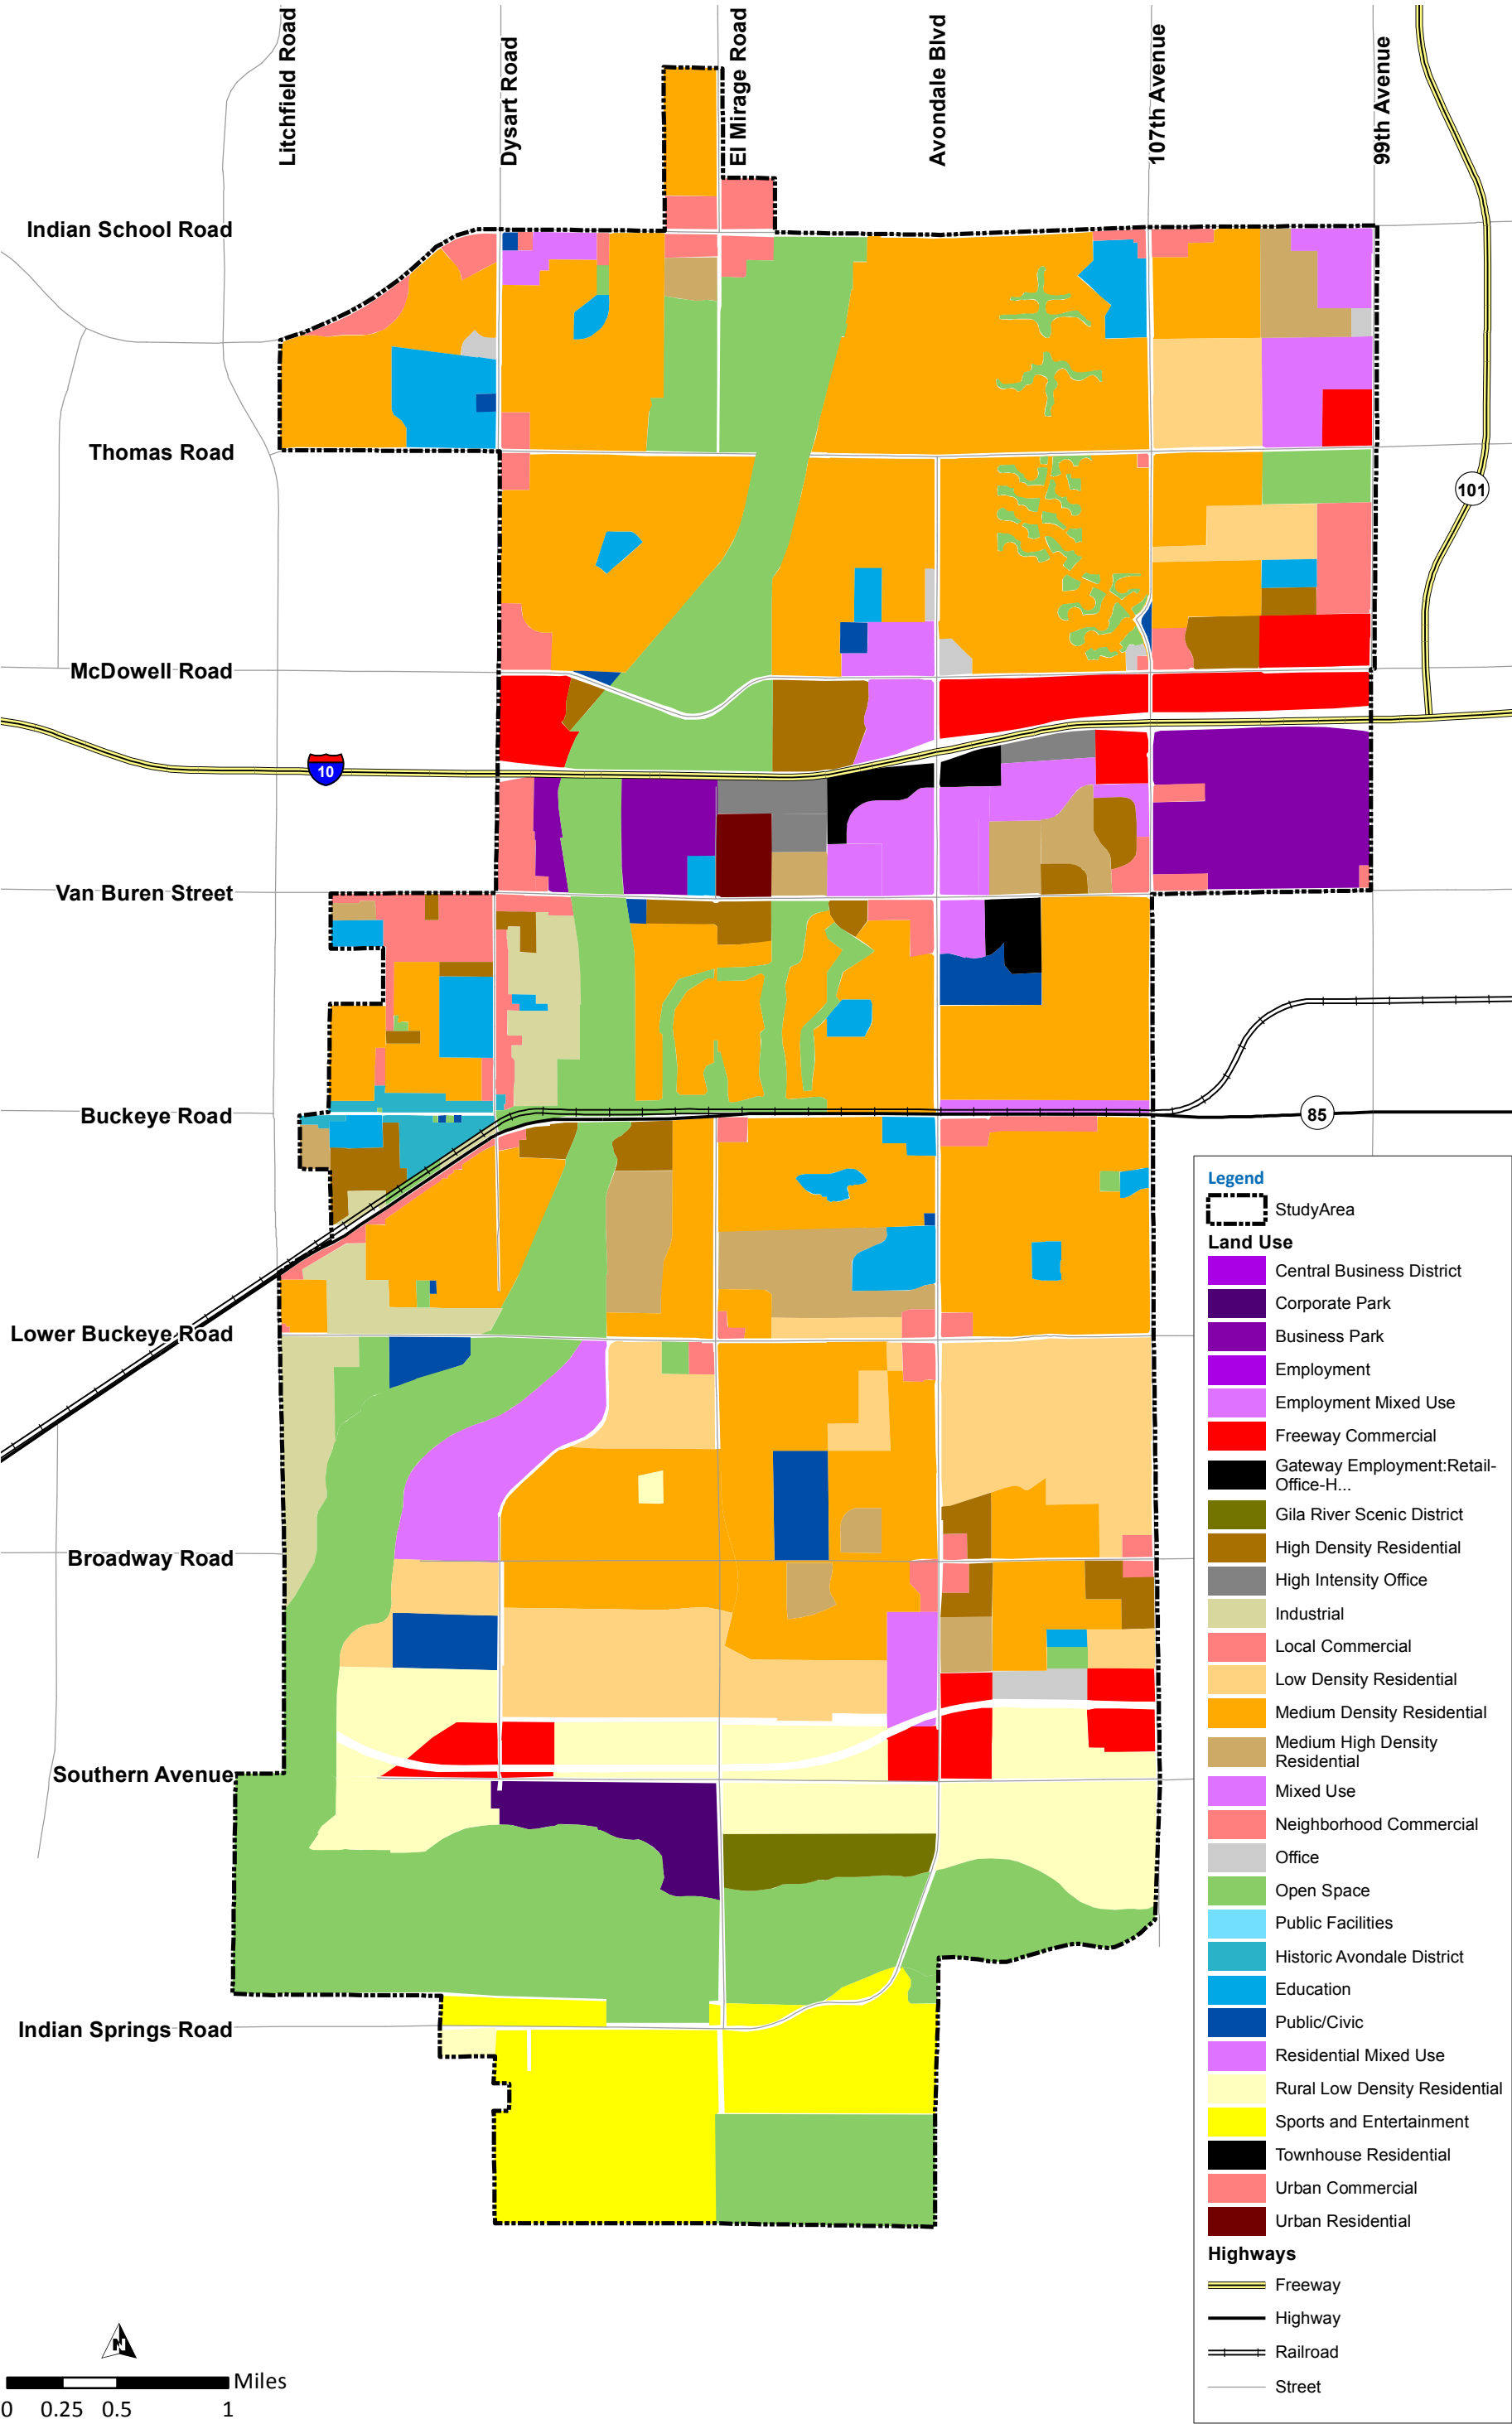 Litchfield Road
Dysart Road
El Mirage Road
Avondale Blvd
107th Avenue
99th Avenue
Indian School Road
Thomas Road
101
McDowell Road
10
Van Buren Street
Buckeye Road
85
Lower Buckeye Road
Broadway Road
Southern Avenue
Indian Springs Road
Legend
StudyArea
Land Use
Central Business District
Corporate Park
Business Park
Employment
Employment Mixed Use
Freeway Commercial
Gateway Employment:Retail-
Office-H...
Gila River Scenic District
High Density Residential
High Intensity Office
Industrial
Local Commercial
Low Density Residential
Medium Density Residential
Medium High Density
Residential
Mixed Use
Neighborhood Commercial
Office
Open Space
Public Facilities
Historic Avondale District
Education
Public/Civic
Residential Mixed Use
Rural Low Density Residential
Sports and Entertainment
Townhouse Residential
Urban Commercial
Urban Residential
Highways
Freeway
Highway
Railroad
Street
N
Miles
0 0.25 0.5 1